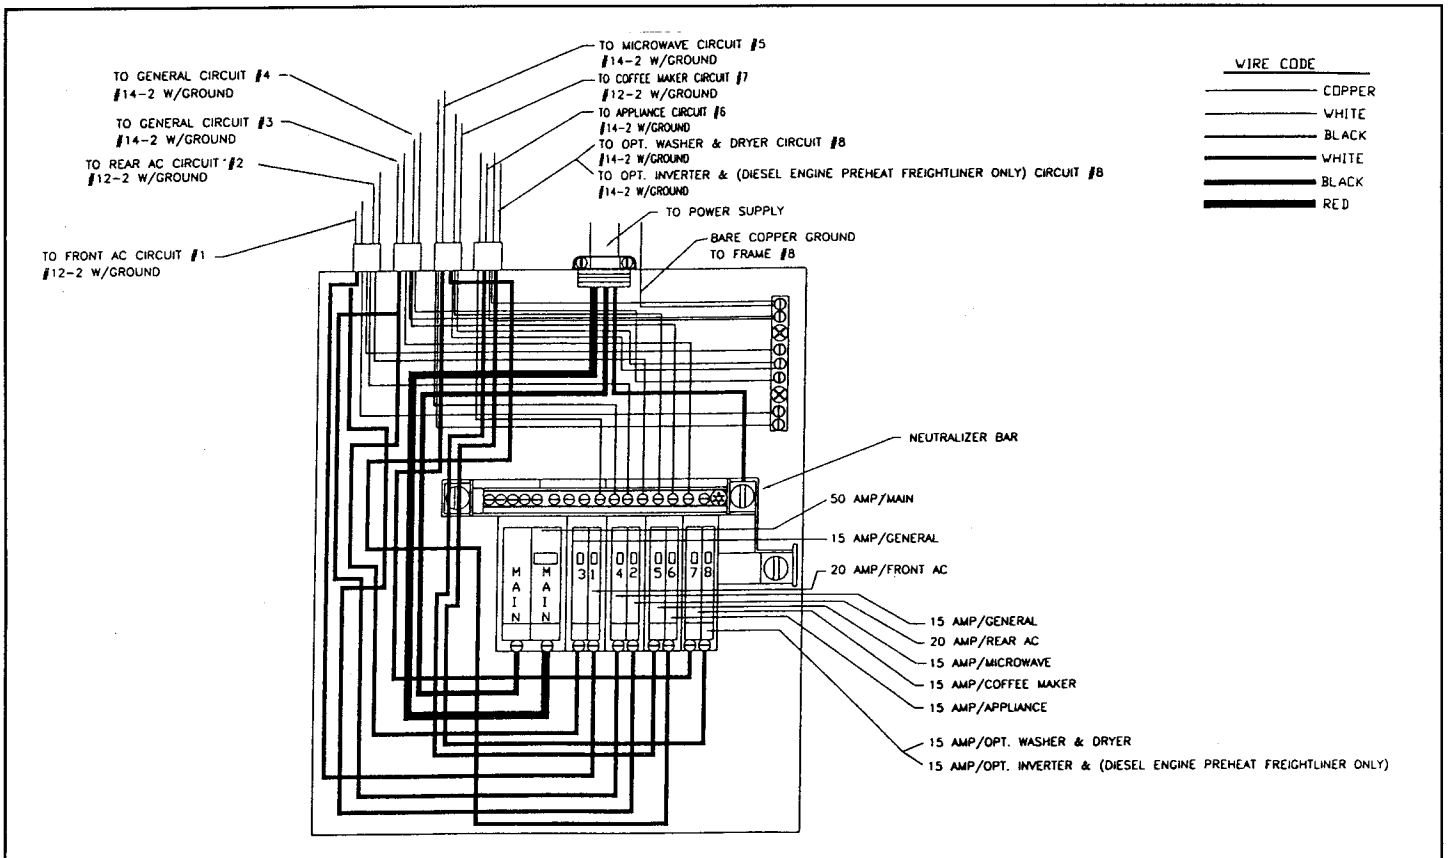 TO GENERAL CIRCUIT #4
#14-2 W/GROUND
TO GENERAL CIRCUIT #3
#14-2 W/GROUND
TO REAR AC CIRCUIT #2
#12-2 W/GROUND
TO FRONT AC CIRCUIT #1
#12-2 W/GROUND
TO MICROWAVE CIRCUIT #5
#14-2 W/GROUND
TO COFFEE MAKER CIRCUIT #7
#12-2 W/GROUND
TO APPLIANCE CIRCUIT #6
#14-2 W/GROUND
TO OPT. WASHER & DRYER CIRCUIT #8
#14-2 W/GROUND
TO OPT. INVERTER & (DIESEL ENGINE PREHEAT FREIGHTLINER ONLY) CIRCUIT #8
#14-2 W/GROUND
TO POWER SUPPLY
BARE COPPER GROUND
TO FRAME #8
WIRE CODE
COPPER
WHITE
BLACK
WHITE
BLACK
RED
NEUTRALIZER BAR
50 AMP/MAIN
15 AMP/GENERAL
20 AMP/FRONT AC
15 AMP/GENERAL
20 AMP/REAR AC
15 AMP/MICROWAVE
15 AMP/COFFEE MAKER
15 AMP/APPLIANCE
15 AMP/OPT. WASHER & DRYER
15 AMP/OPT. INVERTER & (DIESEL ENGINE PREHEAT FREIGHTLINER ONLY)
MAIN
MAIN
3 1 4 2 5 6 7 8